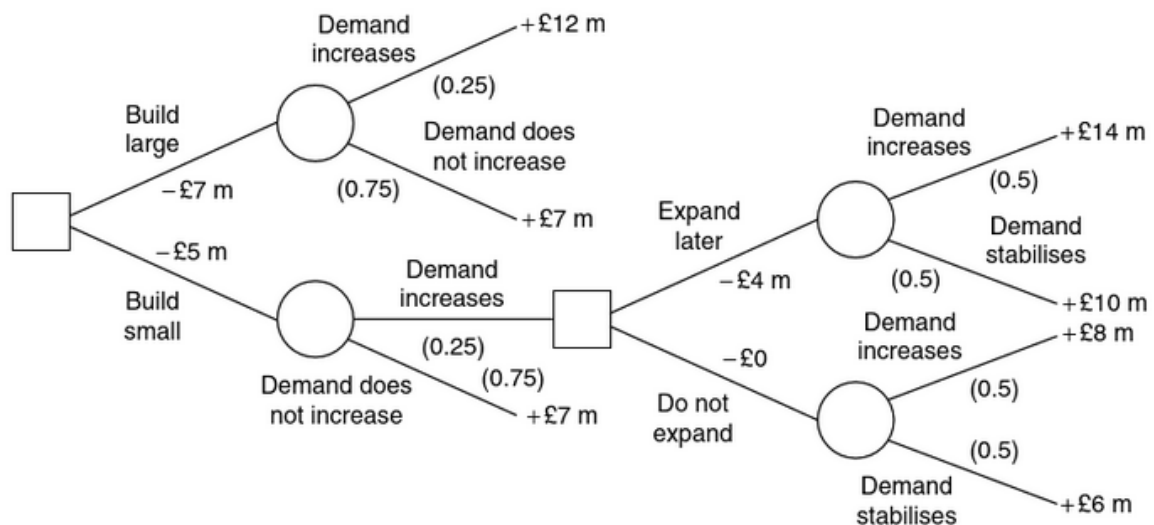 Demand
increases
+£12 m
(0.25)
Build
large
−£7 m
Demand does
not increase
(0.75)
+£7 m
−£5 m
Build
small
Demand
increases
(0.25)
(0.75)
Demand does
not increase
+£7 m
Expand
later
−£4 m
Demand
increases
+£14 m
(0.5)
Demand
stabilises
(0.5)
+£10 m
−£0
Do not
expand
Demand
increases
+£8 m
(0.5)
(0.5)
Demand
stabilises
+£6 m